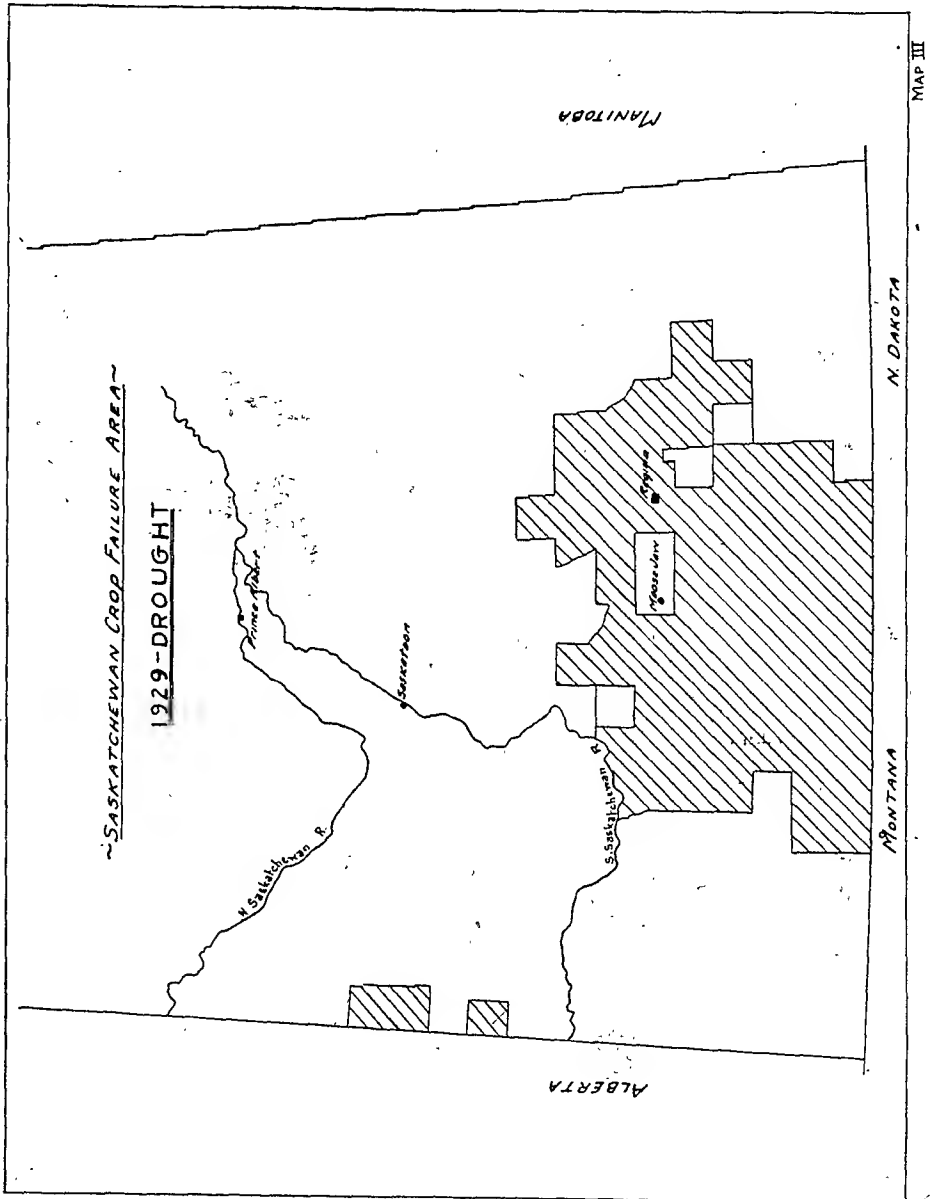 MAP III
~SASKATCHEWAN CROP FAILURE AREA~
1929-DROUGHT
MANITOBA
Prince Albert
N Saskatchewan R.
Saskatoon
S. Saskatchewan R.
Regina
Moose Jaw
ALBERTA
MONTANA
N. DAKOTA